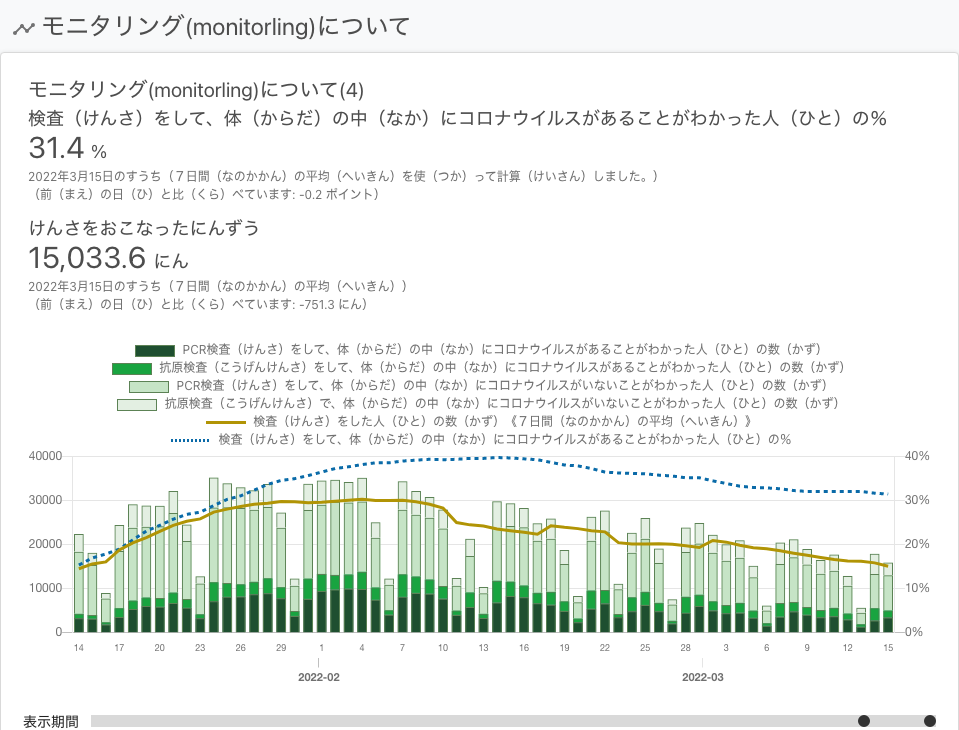 モニタリング(monitorling)について
モニタリング(monitorling)について(4)
検査（けんさ）をして、体（からだ）の中（なか）にコロナウイルスがあることがわかった人（ひと）の%
31.4 %
2022年3月15日のすうち（７日間（なのかかん）の平均（へいきん）を使（つか）って計算（けいさん）しました。）
（前（まえ）の日（ひ）と比（くら）べています: -0.2 ポイント）
けんさをおこなったにんずう
15,033.6 にん
2022年3月15日のすうち（７日間（なのかかん）の平均（へいきん））
（前（まえ）の日（ひ）と比（くら）べています: -751.3 にん）
PCR検査（けんさ）をして、体（からだ）の中（なか）にコロナウイルスがあることがわかった人（ひと）の数（かず）
抗原検査（こうげんけんさ）をして、体（からだ）の中（なか）にコロナウイルスがあることがわかった人（ひと）の数（かず）
PCR検査（けんさ）をして、体（からだ）の中（なか）にコロナウイルスがいないことがわかった人（ひと）の数（かず）
抗原検査（こうげんけんさ）で、体（からだ）の中（なか）にコロナウイルスがいないことがわかった人（ひと）の数（かず）
検査（けんさ）をした人（ひと）の数（かず）《７日間（なのかかん）の平均（へいきん）》
検査（けんさ）をして、体（からだ）の中（なか）にコロナウイルスがあることがわかった人（ひと）の%
40000 40%
30000 30%
20000 20%
10000 10%
0 0%
14 17 20 23 26 29 1 4 7 10 13 16 19 22 25 28 3 6 9 12 15
2022-02 2022-03
表示期間